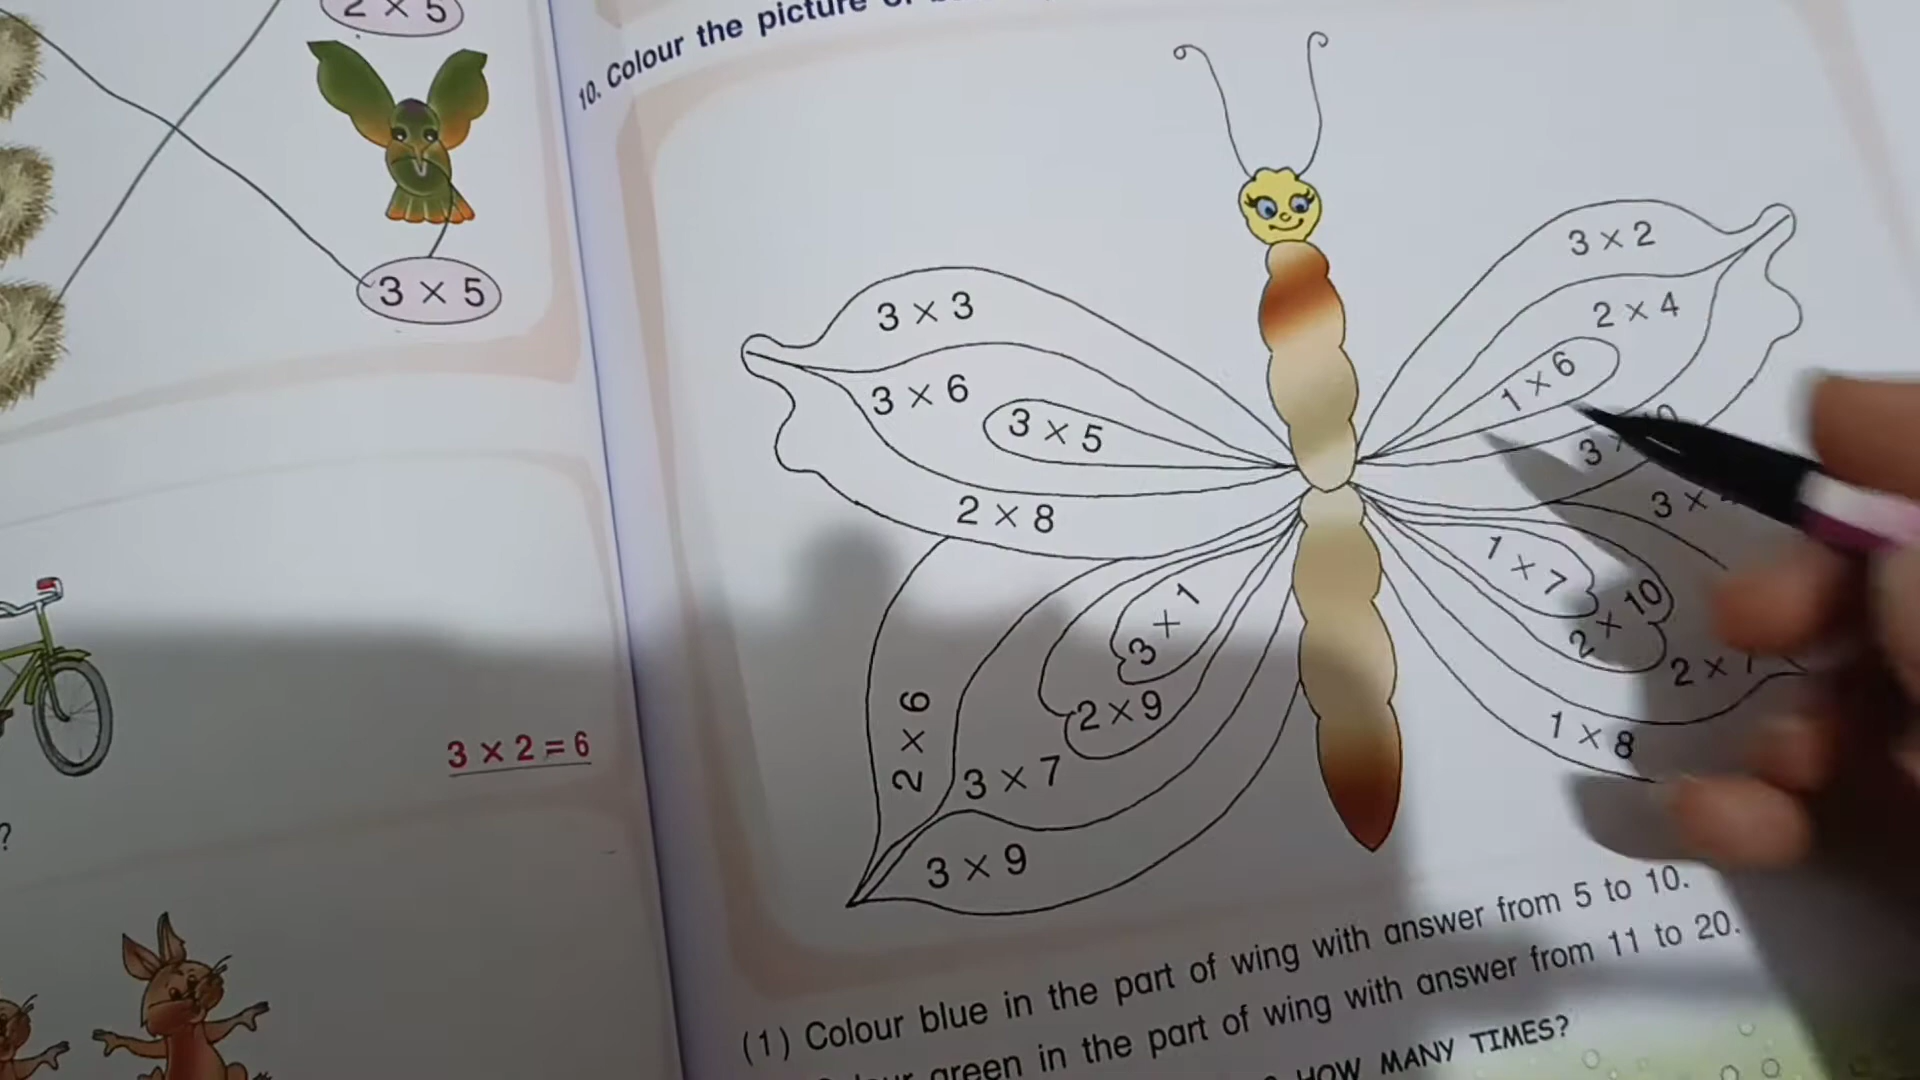 2 × 5
3 × 5
3 × 2 = 6
?
10. Colour the picture
3 × 3
3 × 6
3 × 5
2 × 8
3 × 2
2 × 4
1 × 6
3
3 ×
1 × 7
2 × 10
2 ×
1 × 8
3 × 1
2 × 9
2 × 6
3 × 7
3 × 9
(1) Colour blue in the part of wing with answer from 5 to 10.
green in the part of wing with answer from 11 to 20.
HOW MANY TIMES?